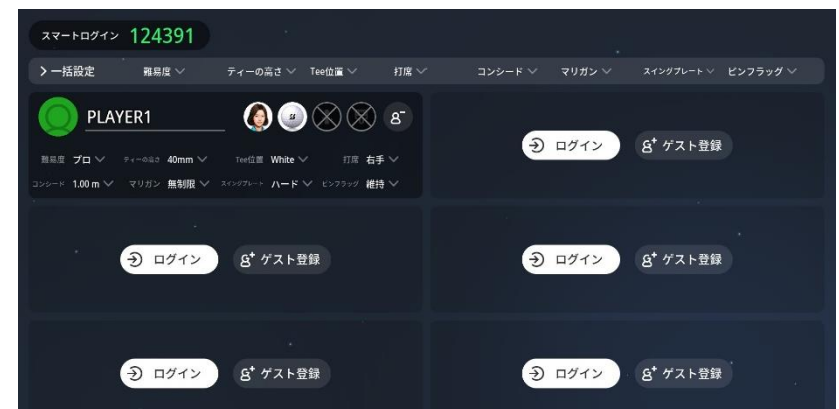 スマートログイン 124391
一括設定 難易度 ティーの高さ Tee位置 打席 コンシード マリガン スイングプレート ピンフラッグ
PLAYER1
難易度 プロ ティーの高さ 40mm Tee位置 White 打席 右手
コンシード 1.00 m マリガン 無制限 スイングプレート ハード ピンフラッグ 維持
ログイン ゲスト登録
ログイン ゲスト登録
ログイン ゲスト登録
ログイン ゲスト登録
ログイン ゲスト登録